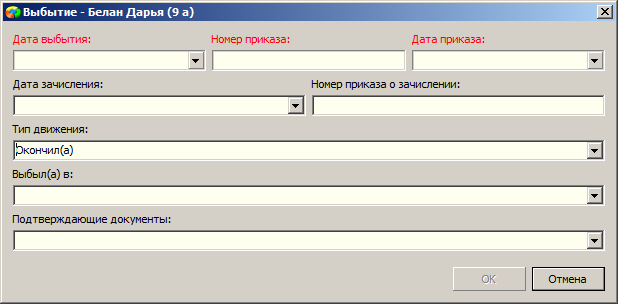 Выбытие - Белан Дарья (9 а)
Дата выбытия: Номер приказа: Дата приказа:
Дата зачисления: Номер приказа о зачислении:
Тип движения:
Окончил(а)
Выбыл(а) в:
Подтверждающие документы:
OK Отмена